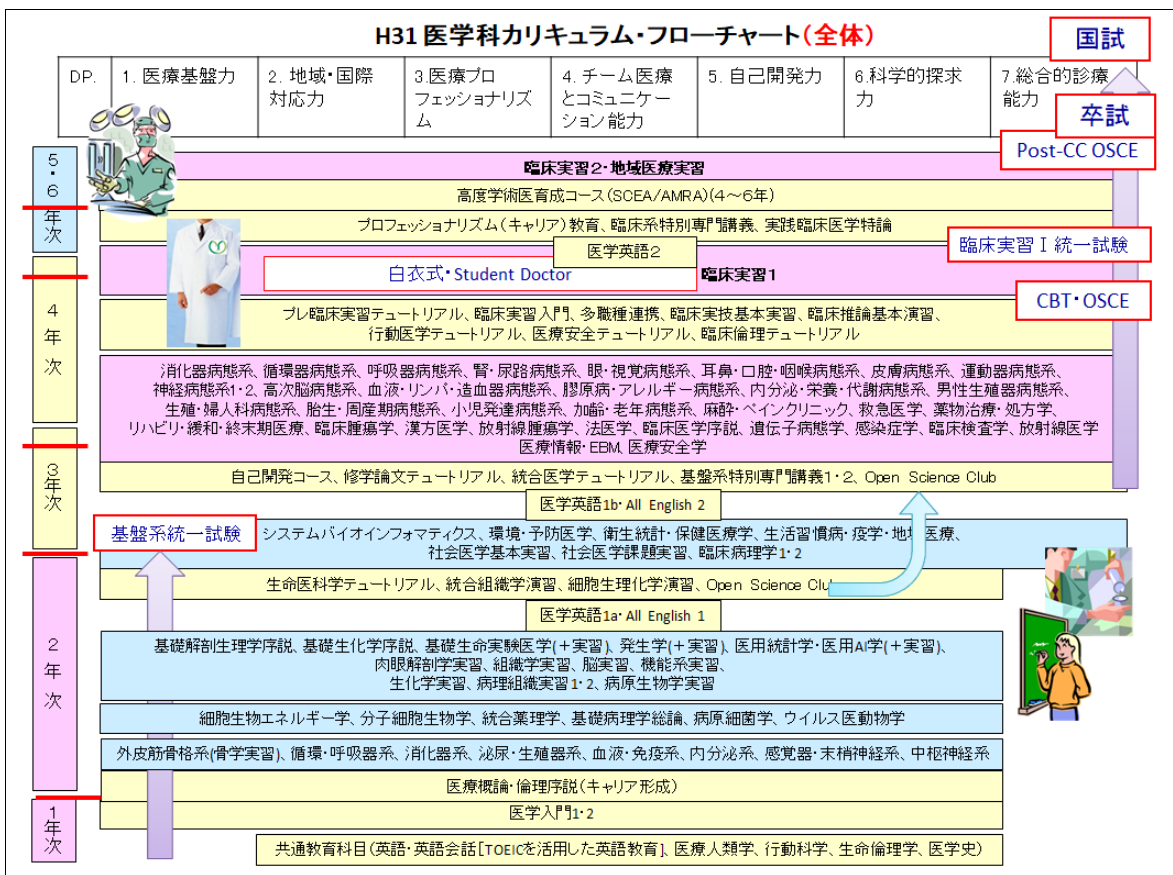 H31 医学科カリキュラム・フローチャート(全体)
国試
DP.
1. 医療基盤力
2. 地域・国際
対応力
3.医療プロ
フェッショナリズ
ム
4. チーム医療
とコミュニケー
ション能力
5. 自己開発力
6.科学的探求
力
7.総合的診療
能力
卒試
Post-CC OSCE
5・6年次
臨床実習2・地域医療実習
高度学術医育成コース(SCEA/AMRA)(4～6年)
プロフェッショナリズム(キャリア)教育、臨床系特別専門講義、実践臨床医学特論
臨床実習Ⅰ統一試験
医学英語2
白衣式・Student Doctor
臨床実習1
CBT・OSCE
4年次
プレ臨床実習テュートリアル、臨床実習入門、多職種連携、臨床実技基本実習、臨床推論基本演習、
行動医学テュートリアル、医療安全テュートリアル、臨床倫理テュートリアル
消化器病態系、循環器病態系、呼吸器病態系、腎・尿路病態系、眼・視覚病態系、耳鼻・口腔・咽喉病態系、皮膚病態系、運動器病態系、
神経病態系1・2、高次脳病態系、血液・リンパ・造血器病態系、膠原病・アレルギー病態系、内分泌・栄養・代謝病態系、男性生殖器病態系、
生殖・婦人科病態系、胎生・周産期病態系、小児発達病態系、加齢・老年病態系、麻酔・ペインクリニック、救急医学、薬物治療・処方学、
リハビリ・緩和・終末期医療、臨床腫瘍学、漢方医学、放射線腫瘍学、法医学、臨床医学序説、遺伝子病態学、感染症学、臨床検査学、放射線医学
医療情報・EBM、医療安全学
3年次
自己開発コース、修学論文テュートリアル、統合医学テュートリアル、基盤系特別専門講義1・2、Open Science Club
医学英語1b・All English 2
基盤系統一試験
システムバイオインフォマティクス、環境・予防医学、衛生統計・保健医療学、生活習慣病・疫学・地域医療、
社会医学基本実習、社会医学課題実習、臨床病理学1・2
生命医科学テュートリアル、統合組織学演習、細胞生理化学演習、Open Science Club
医学英語1a・All English 1
2年次
基礎解剖生理学序説、基礎生化学序説、基礎生命実験医学(+実習)、発生学(+実習)、医用統計学・医用AI学(+実習)、
肉眼解剖学実習、組織学実習、脳実習、機能系実習、
生化学実習、病理組織実習1・2、病原生物学実習
細胞生物エネルギー学、分子細胞生物学、統合薬理学、基礎病理学総論、病原細菌学、ウイルス医動物学
外皮筋骨格系(骨学実習)、循環・呼吸器系、消化器系、泌尿・生殖器系、血液・免疫系、内分泌系、感覚器・末梢神経系、中枢神経系
医療概論・倫理序説(キャリア形成)
1年次
医学入門1・2
共通教育科目(英語・英語会話[TOEICを活用した英語教育]、医療人類学、行動科学、生命倫理学、医学史)